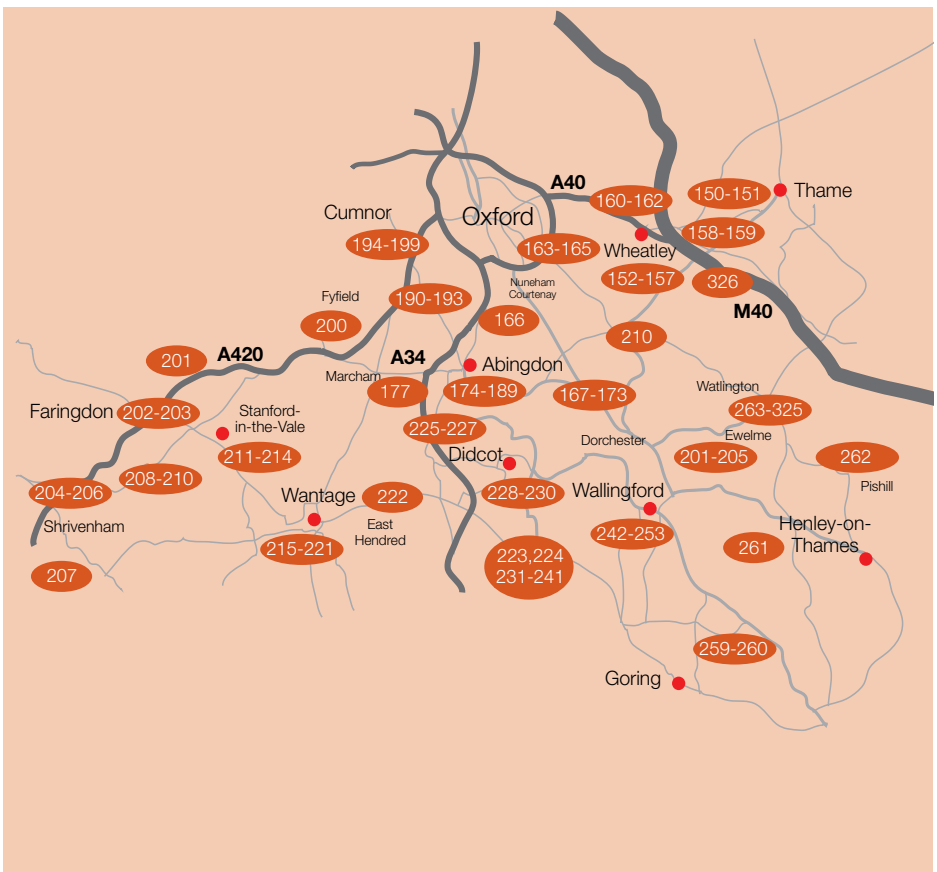 A40
160-162
150-151
Thame
Cumnor
Oxford
194-199
163-165
Wheatley
158-159
152-157
326
M40
Nuneham
Courtenay
Fyfield
190-193
200
166
210
201
A420
A34
Abingdon
Marcham
177
174-189
167-173
Watlington
263-325
Faringdon
202-203
Stanford-
in-the-Vale
225-227
Dorchester
Ewelme
211-214
Didcot
201-205
262
Pishill
204-206
208-210
Shrivenham
Wantage
222
East
Hendred
228-230
Wallingford
242-253
Henley-on-
Thames
261
215-221
223,224
231-241
207
259-260
Goring